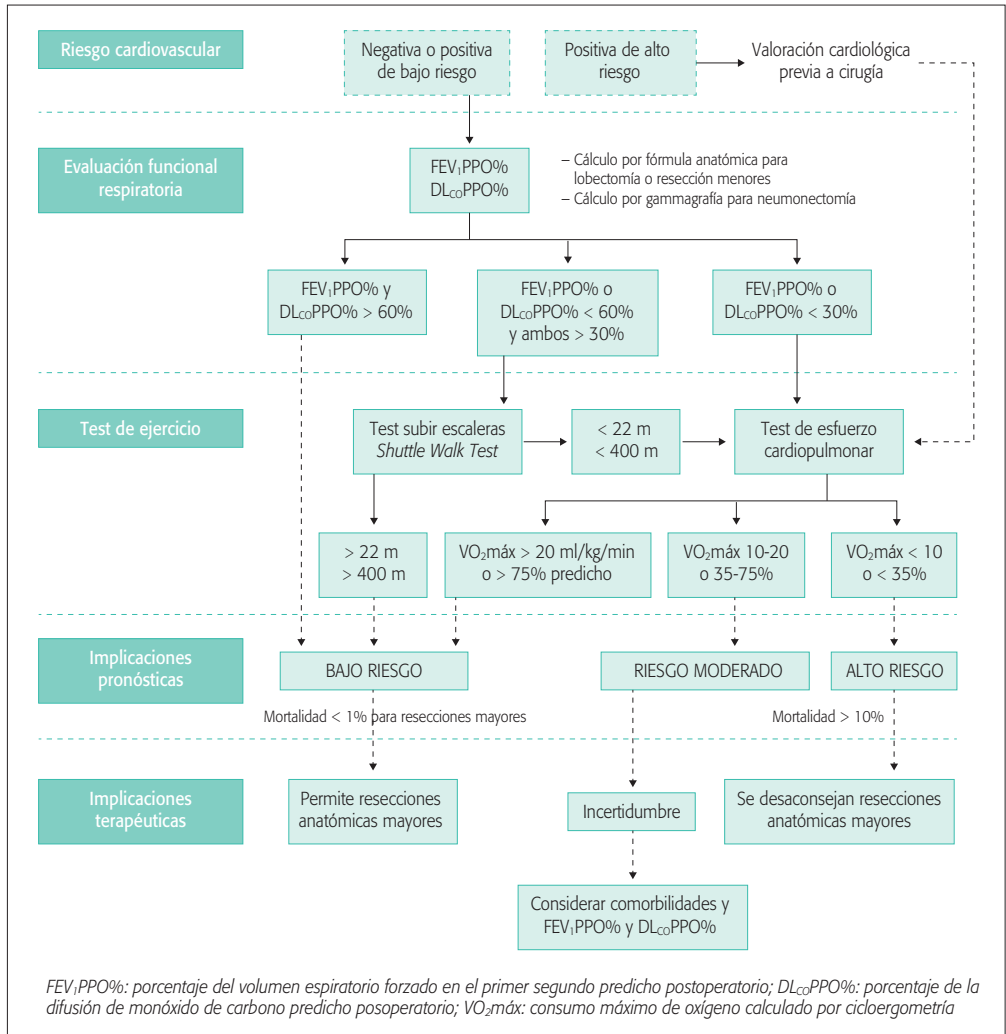 Riesgo cardiovascular
Negativa o positiva
de bajo riesgo
Positiva de alto
riesgo
Valoración cardiológica
previa a cirugía
Evaluación funcional
respiratoria
FEV₁PPO%
DL_COPPO%
– Cálculo por fórmula anatómica para
lobectomía o resección menores
– Cálculo por gammagrafía para neumonectomía
FEV₁PPO% y
DL_COPPO% > 60%
FEV₁PPO% o
DL_COPPO% < 60%
y ambos > 30%
FEV₁PPO% o
DL_COPPO% < 30%
Test de ejercicio
Test subir escaleras
Shuttle Walk Test
< 22 m
< 400 m
Test de esfuerzo
cardiopulmonar
> 22 m
> 400 m
VO₂máx > 20 ml/kg/min
o > 75% predicho
VO₂máx 10-20
o 35-75%
VO₂máx < 10
o < 35%
Implicaciones
pronósticas
BAJO RIESGO
RIESGO MODERADO
ALTO RIESGO
Mortalidad < 1% para resecciones mayores
Mortalidad > 10%
Implicaciones
terapéuticas
Permite resecciones
anatómicas mayores
Incertidumbre
Se desaconsejan resecciones
anatómicas mayores
Considerar comorbilidades y
FEV₁PPO% y DL_COPPO%
FEV₁PPO%: porcentaje del volumen espiratorio forzado en el primer segundo predicho postoperatorio; DL_COPPO%: porcentaje de la
difusión de monóxido de carbono predicho posoperatorio; VO₂máx: consumo máximo de oxígeno calculado por cicloergometría